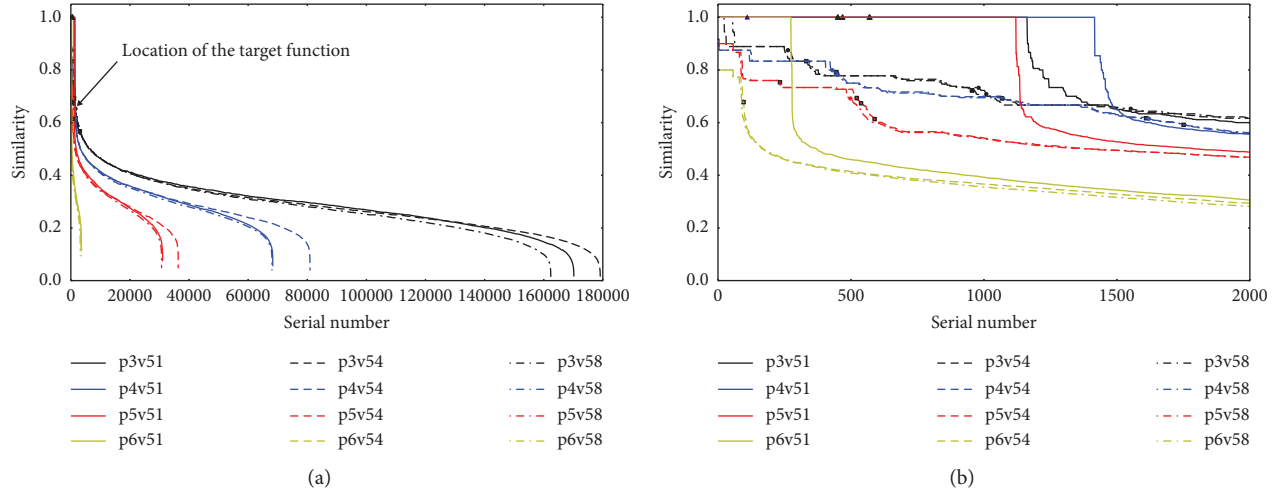 1.0
0.8
0.6
0.4
0.2
0.0
Similarity
Location of the target function
0 20000 40000 60000 80000 100000 120000 140000 160000 180000
Serial number
p3v51 p3v54 p3v58
p4v51 p4v54 p4v58
p5v51 p5v54 p5v58
p6v51 p6v54 p6v58
(a)
1.0
0.8
0.6
0.4
0.2
0.0
Similarity
0 500 1000 1500 2000
Serial number
p3v51 p3v54 p3v58
p4v51 p4v54 p4v58
p5v51 p5v54 p5v58
p6v51 p6v54 p6v58
(b)